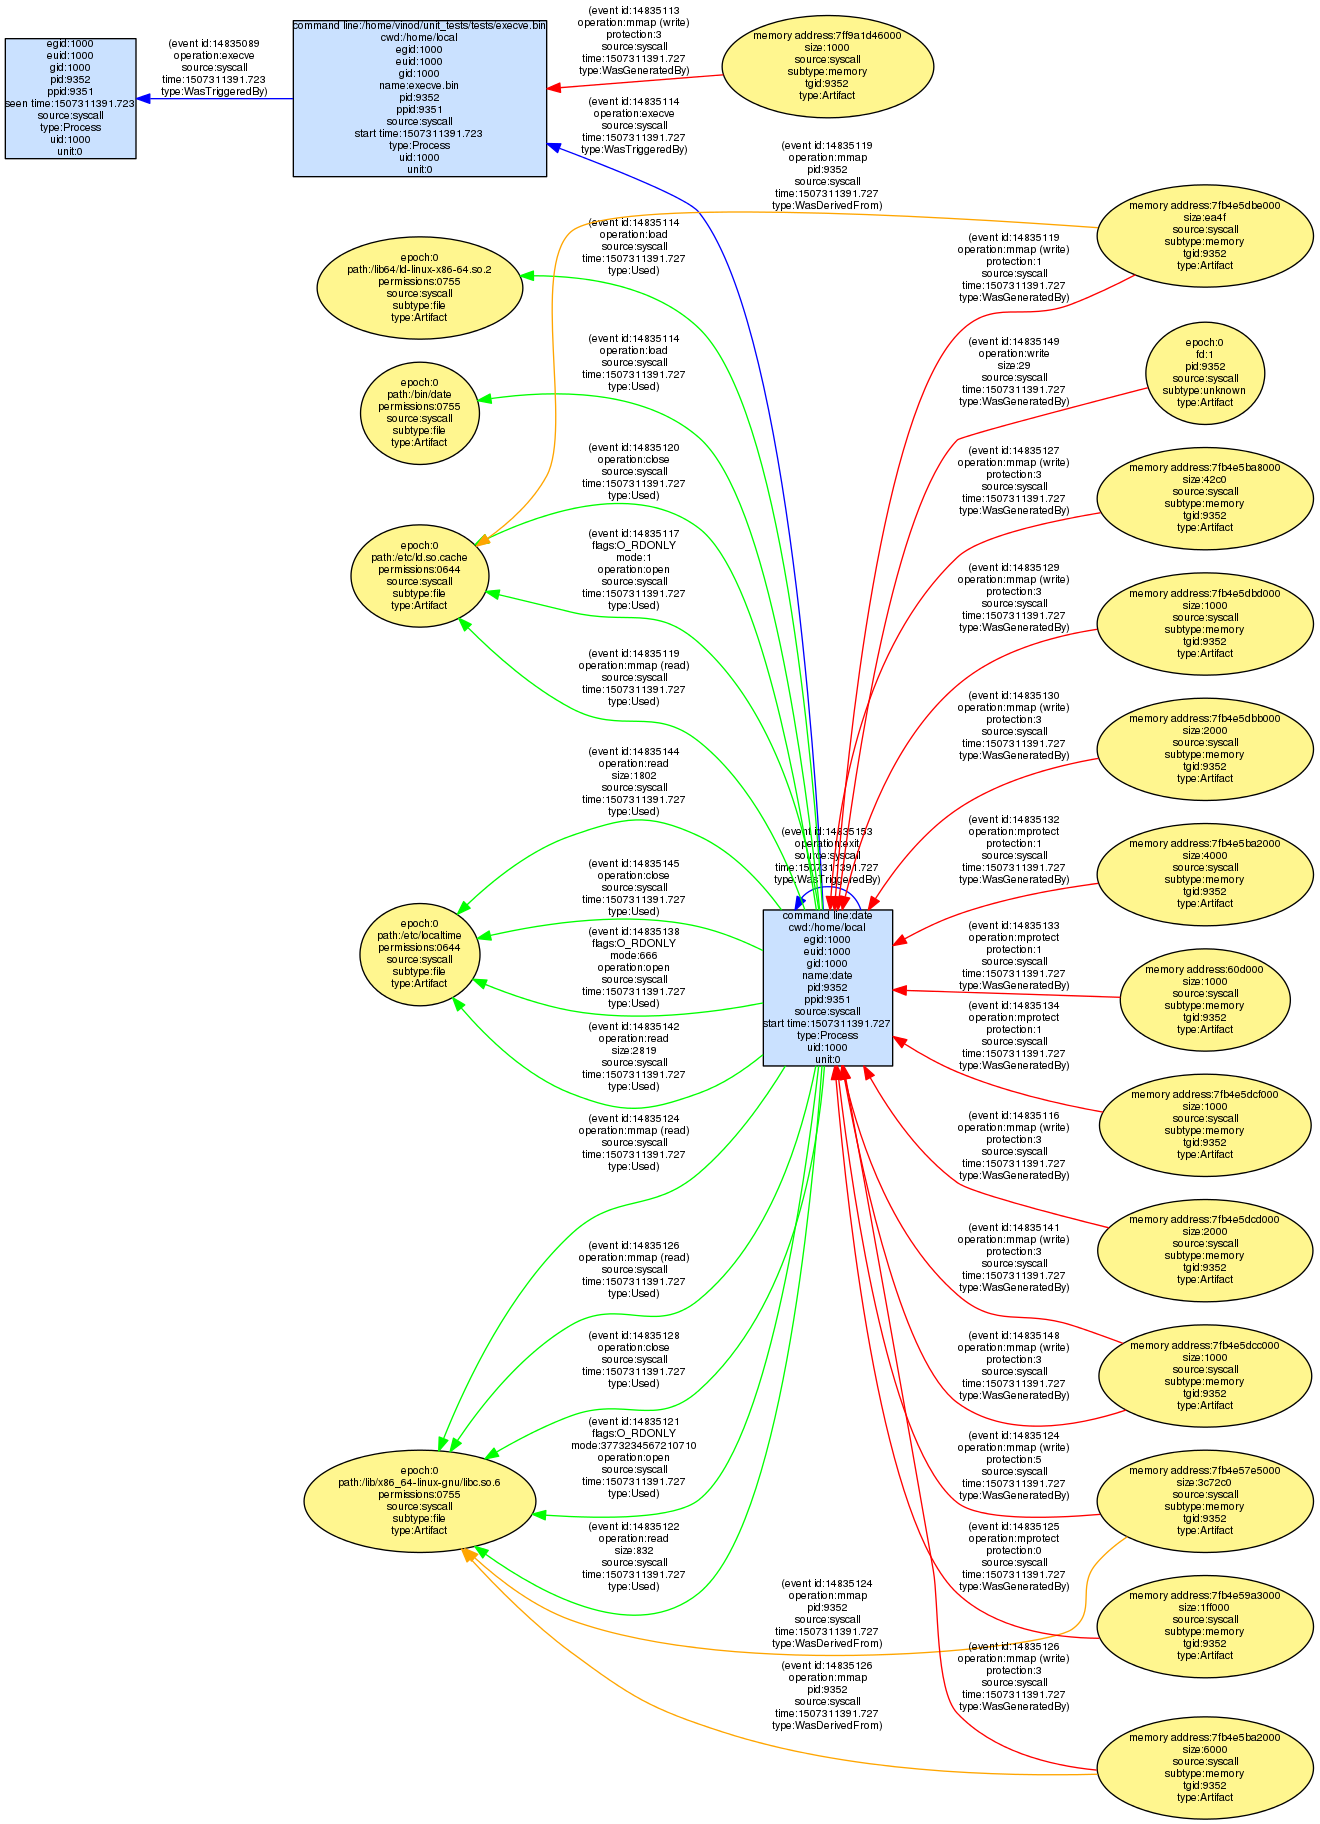 egid:1000
euid:1000
gid:1000
pid:9352
ppid:9351
seen time:1507311391.723
source:syscall
type:Process
uid:1000
unit:0
(event id:14835089
operation:execve
source:syscall
time:1507311391.723
type:WasTriggeredBy)
command line:/home/vinod/unit_tests/tests/execve.bin
cwd:/home/local
egid:1000
euid:1000
gid:1000
name:execve.bin
pid:9352
ppid:9351
source:syscall
start time:1507311391.723
type:Process
uid:1000
unit:0
(event id:14835113
operation:mmap (write)
protection:3
source:syscall
time:1507311391.727
type:WasGeneratedBy)
memory address:7ff9a1d46000
size:1000
source:syscall
subtype:memory
tgid:9352
type:Artifact
(event id:14835114
operation:execve
source:syscall
time:1507311391.727
type:WasTriggeredBy)
(event id:14835119
operation:mmap
pid:9352
source:syscall
time:1507311391.727
type:WasDerivedFrom)
(event id:14835114
operation:load
source:syscall
time:1507311391.727
type:Used)
epoch:0
path:/lib64/ld-linux-x86-64.so.2
permissions:0755
source:syscall
subtype:file
type:Artifact
(event id:14835114
operation:load
source:syscall
time:1507311391.727
type:Used)
epoch:0
path:/bin/date
permissions:0755
source:syscall
subtype:file
type:Artifact
(event id:14835120
operation:close
source:syscall
time:1507311391.727
type:Used)
(event id:14835117
flags:O_RDONLY
mode:1
operation:open
source:syscall
time:1507311391.727
type:Used)
epoch:0
path:/etc/ld.so.cache
permissions:0644
source:syscall
subtype:file
type:Artifact
(event id:14835119
operation:mmap (read)
source:syscall
time:1507311391.727
type:Used)
(event id:14835144
operation:read
size:1802
source:syscall
time:1507311391.727
type:Used)
(event id:14835145
operation:close
source:syscall
time:1507311391.727
type:Used)
epoch:0
path:/etc/localtime
permissions:0644
source:syscall
subtype:file
type:Artifact
(event id:14835138
flags:O_RDONLY
mode:666
operation:open
source:syscall
time:1507311391.727
type:Used)
(event id:14835142
operation:read
size:2819
source:syscall
time:1507311391.727
type:Used)
(event id:14835124
operation:mmap (read)
source:syscall
time:1507311391.727
type:Used)
(event id:14835126
operation:mmap (read)
source:syscall
time:1507311391.727
type:Used)
(event id:14835128
operation:close
source:syscall
time:1507311391.727
type:Used)
(event id:14835121
flags:O_RDONLY
mode:3773234567210710
operation:open
source:syscall
time:1507311391.727
type:Used)
epoch:0
path:/lib/x86_64-linux-gnu/libc.so.6
permissions:0755
source:syscall
subtype:file
type:Artifact
(event id:14835122
operation:read
size:832
source:syscall
time:1507311391.727
type:Used)
(event id:14835153
operation:exit
source:syscall
time:1507311391.727
type:WasTriggeredBy)
command line:date
cwd:/home/local
egid:1000
euid:1000
gid:1000
name:date
pid:9352
ppid:9351
source:syscall
start time:1507311391.727
type:Process
uid:1000
unit:0
(event id:14835124
operation:mmap
pid:9352
source:syscall
time:1507311391.727
type:WasDerivedFrom)
(event id:14835126
operation:mmap
pid:9352
source:syscall
time:1507311391.727
type:WasDerivedFrom)
(event id:14835119
operation:mmap (write)
protection:1
source:syscall
time:1507311391.727
type:WasGeneratedBy)
memory address:7fb4e5dbe000
size:ea4f
source:syscall
subtype:memory
tgid:9352
type:Artifact
(event id:14835149
operation:write
size:29
source:syscall
time:1507311391.727
type:WasGeneratedBy)
epoch:0
fd:1
pid:9352
source:syscall
subtype:unknown
type:Artifact
(event id:14835127
operation:mmap (write)
protection:3
source:syscall
time:1507311391.727
type:WasGeneratedBy)
memory address:7fb4e5ba8000
size:42c0
source:syscall
subtype:memory
tgid:9352
type:Artifact
(event id:14835129
operation:mmap (write)
protection:3
source:syscall
time:1507311391.727
type:WasGeneratedBy)
memory address:7fb4e5dbd000
size:1000
source:syscall
subtype:memory
tgid:9352
type:Artifact
(event id:14835130
operation:mmap (write)
protection:3
source:syscall
time:1507311391.727
type:WasGeneratedBy)
memory address:7fb4e5dbb000
size:2000
source:syscall
subtype:memory
tgid:9352
type:Artifact
(event id:14835132
operation:mprotect
protection:1
source:syscall
time:1507311391.727
type:WasGeneratedBy)
memory address:7fb4e5ba2000
size:4000
source:syscall
subtype:memory
tgid:9352
type:Artifact
(event id:14835133
operation:mprotect
protection:1
source:syscall
time:1507311391.727
type:WasGeneratedBy)
memory address:60d000
size:1000
source:syscall
subtype:memory
tgid:9352
type:Artifact
(event id:14835134
operation:mprotect
protection:1
source:syscall
time:1507311391.727
type:WasGeneratedBy)
memory address:7fb4e5dcf000
size:1000
source:syscall
subtype:memory
tgid:9352
type:Artifact
(event id:14835116
operation:mmap (write)
protection:3
source:syscall
time:1507311391.727
type:WasGeneratedBy)
memory address:7fb4e5dcd000
size:2000
source:syscall
subtype:memory
tgid:9352
type:Artifact
(event id:14835141
operation:mmap (write)
protection:3
source:syscall
time:1507311391.727
type:WasGeneratedBy)
(event id:14835148
operation:mmap (write)
protection:3
source:syscall
time:1507311391.727
type:WasGeneratedBy)
memory address:7fb4e5dcc000
size:1000
source:syscall
subtype:memory
tgid:9352
type:Artifact
(event id:14835124
operation:mmap (write)
protection:5
source:syscall
time:1507311391.727
type:WasGeneratedBy)
memory address:7fb4e57e5000
size:3c72c0
source:syscall
subtype:memory
tgid:9352
type:Artifact
(event id:14835125
operation:mprotect
protection:0
source:syscall
time:1507311391.727
type:WasGeneratedBy)
memory address:7fb4e59a3000
size:1ff000
source:syscall
subtype:memory
tgid:9352
type:Artifact
(event id:14835126
operation:mmap (write)
protection:3
source:syscall
time:1507311391.727
type:WasGeneratedBy)
memory address:7fb4e5ba2000
size:6000
source:syscall
subtype:memory
tgid:9352
type:Artifact